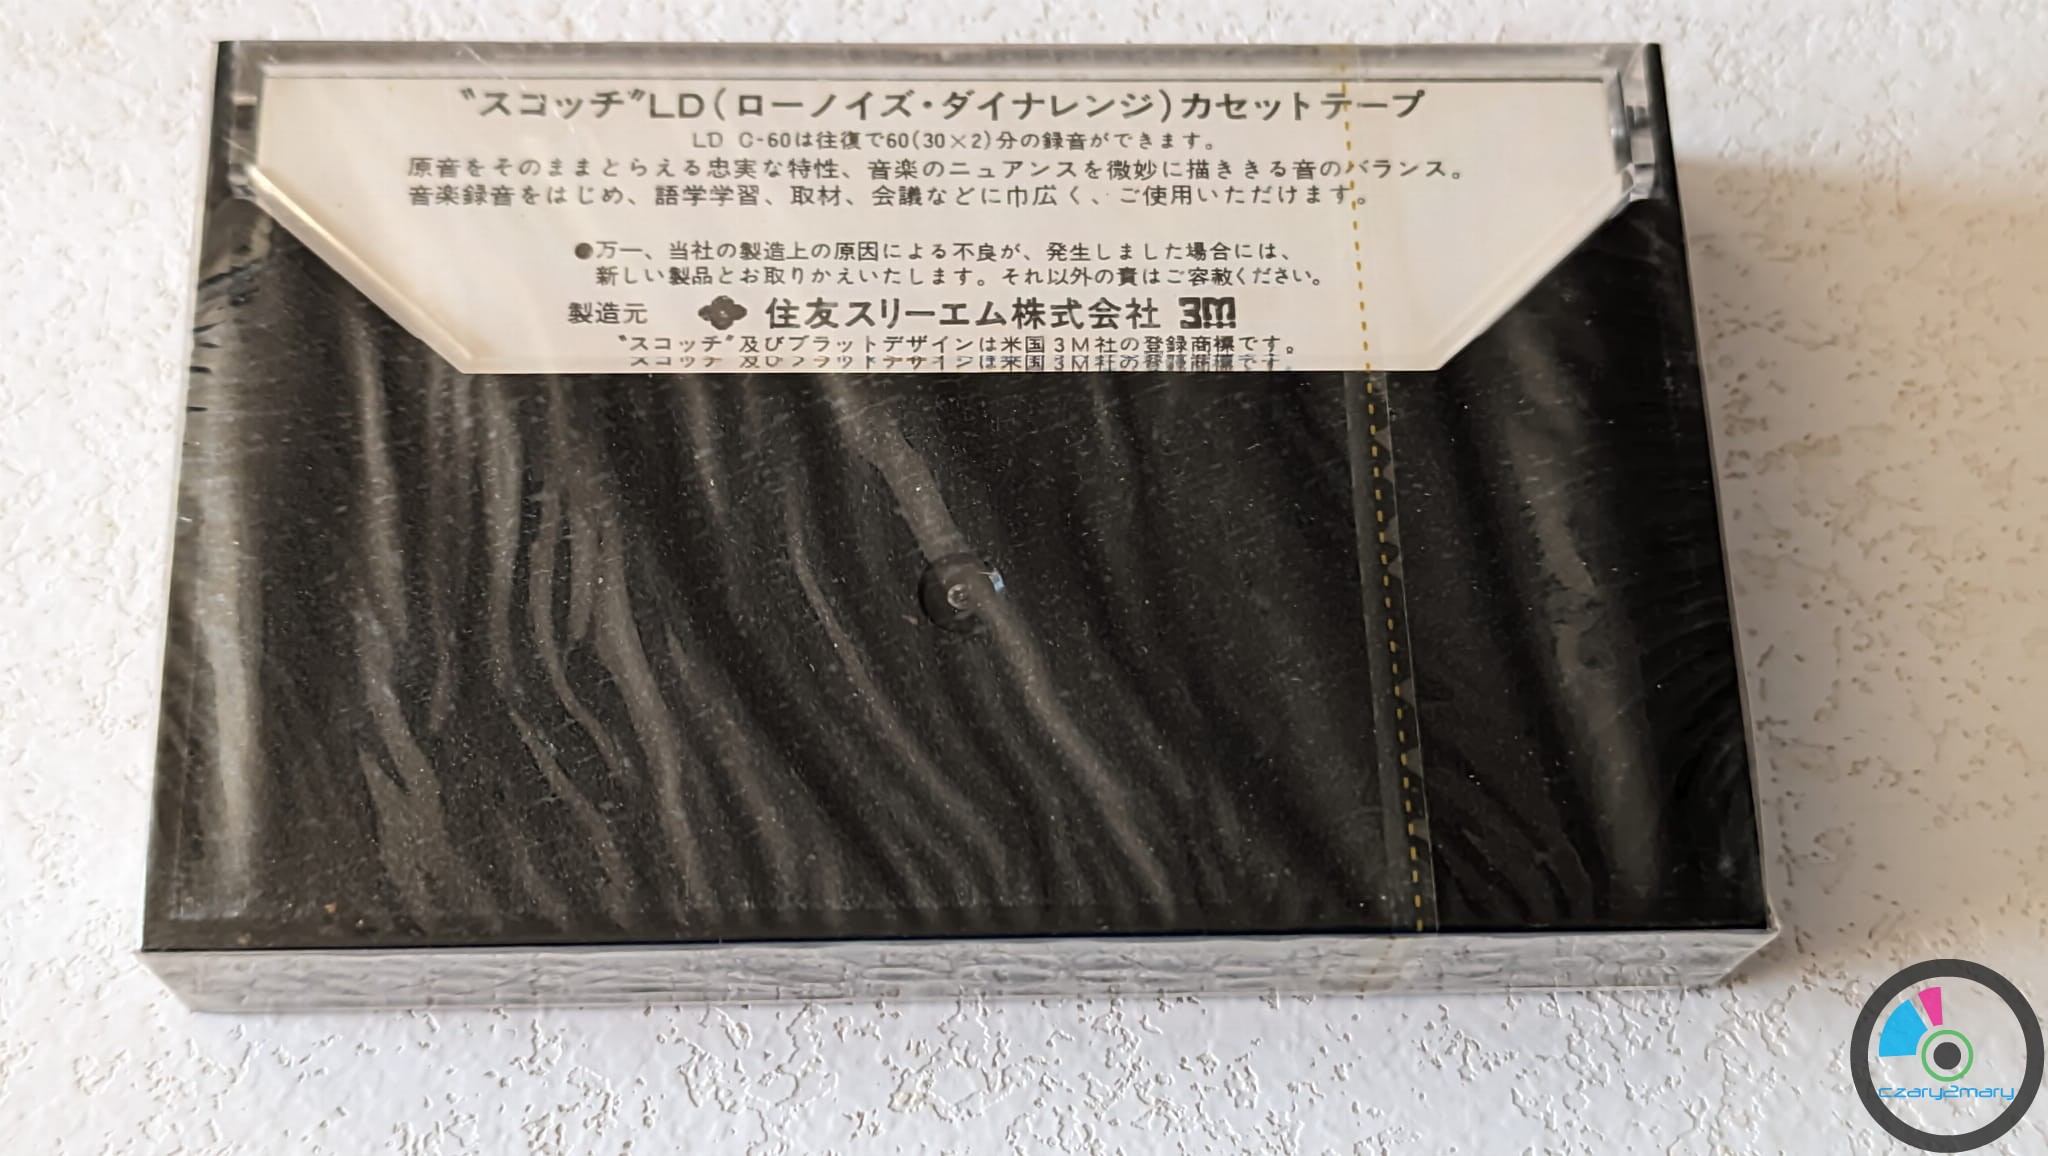 “スコッチ”LD(ローノイズ・ダイナレンジ)カセットテープ
LD C-60は往復で60(30×2)分の録音ができます。
原音をそのままとらえる忠実な特性、音楽のニュアンスを微妙に描ききる音のバランス。
音楽録音をはじめ、語学学習、取材、会議などに巾広く、ご使用いただけます。
●万一、当社の製造上の原因による不良が、発生しました場合には、
新しい製品とお取りかえいたします。それ以外の責はご容赦ください。
製造元 住友スリーエム株式会社 3M
“スコッチ”及びブラットデザインは米国3M社の登録商標です。
czary2mary